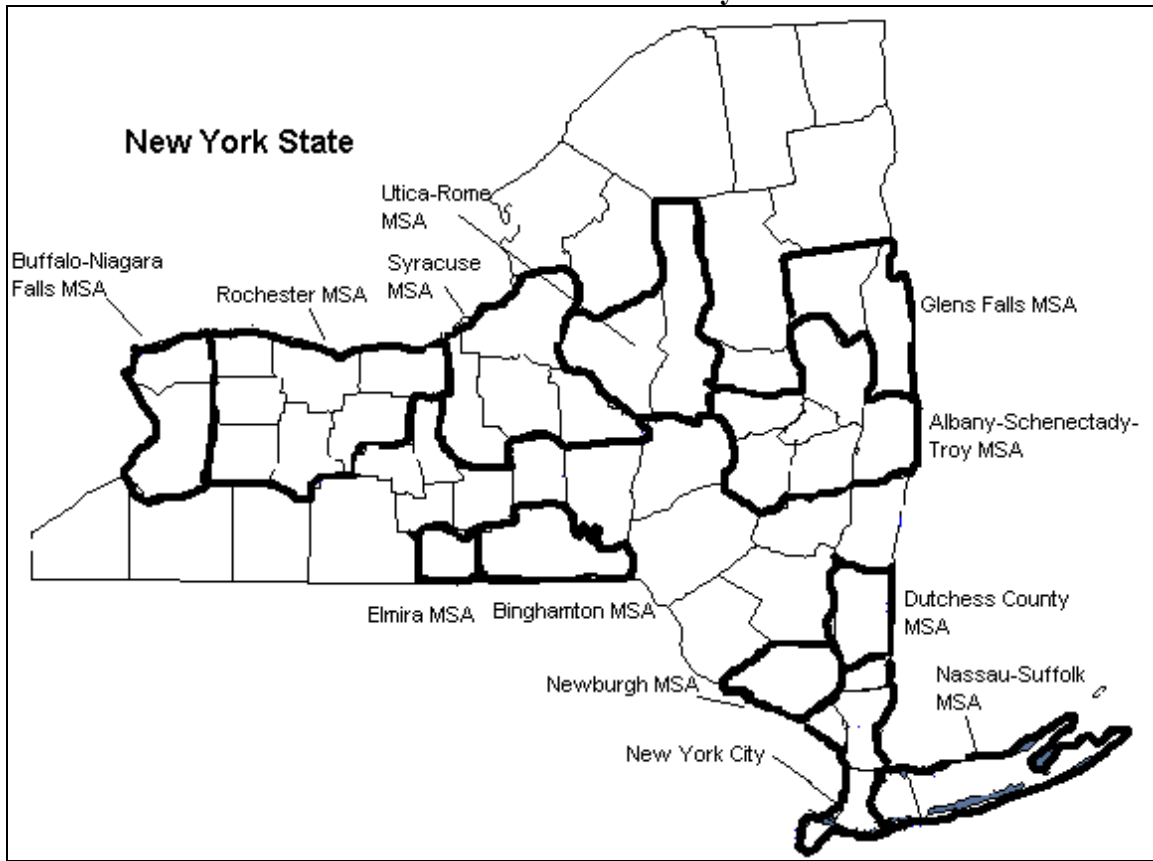 New York State
Utica-Rome
MSA
Buffalo-Niagara
Falls MSA
Syracuse
MSA
Rochester MSA
Glens Falls MSA
Albany-Schenectady-
Troy MSA
Elmira MSA
Binghamton MSA
Dutchess County
MSA
Newburgh MSA
Nassau-Suffolk
MSA
New York City